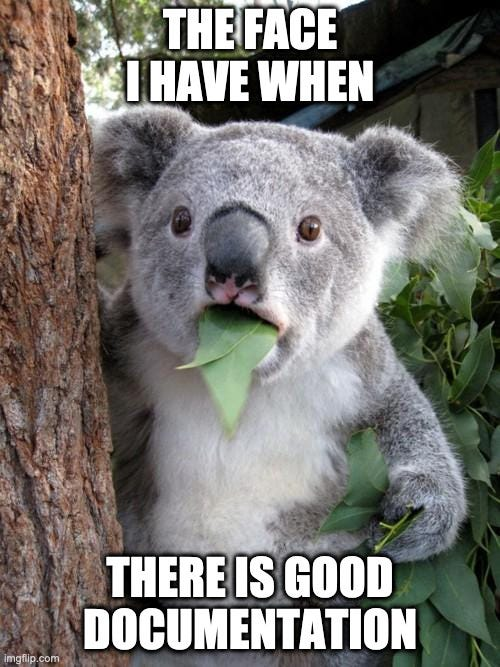 THE FACE
I HAVE WHEN
THERE IS GOOD
DOCUMENTATION
imgflip.com